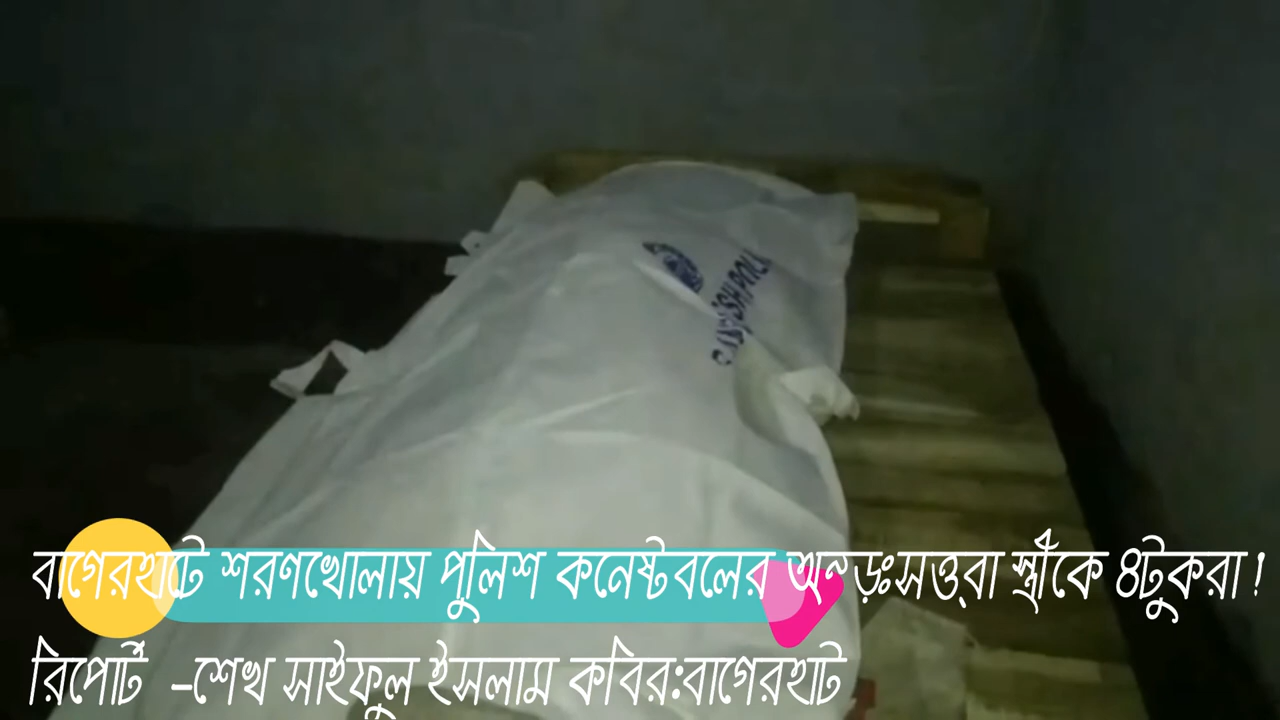 বাগেরহাটে শরণখোলায় পুলিশ কনেষ্টবলের অন্ড়ঃসত্ত্বা স্ত্রীকে ৪টুকরা!
রিপোর্ট -শেখ সাইফুল ইসলাম কবির:বাগেরহাট